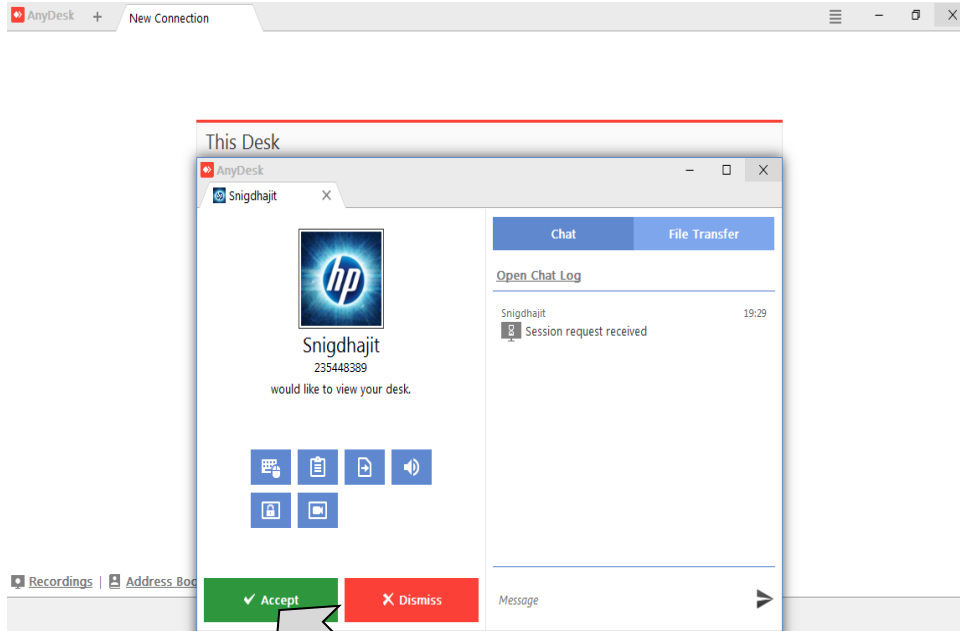 AnyDesk + New Connection
This Desk
AnyDesk
Snigdhajit
hp
Snigdhajit
235448389
would like to view your desk.
Accept
Dismiss
Chat
File Transfer
Open Chat Log
Snigdhajit 19:29
Session request received
Message
Recordings | Address Boo